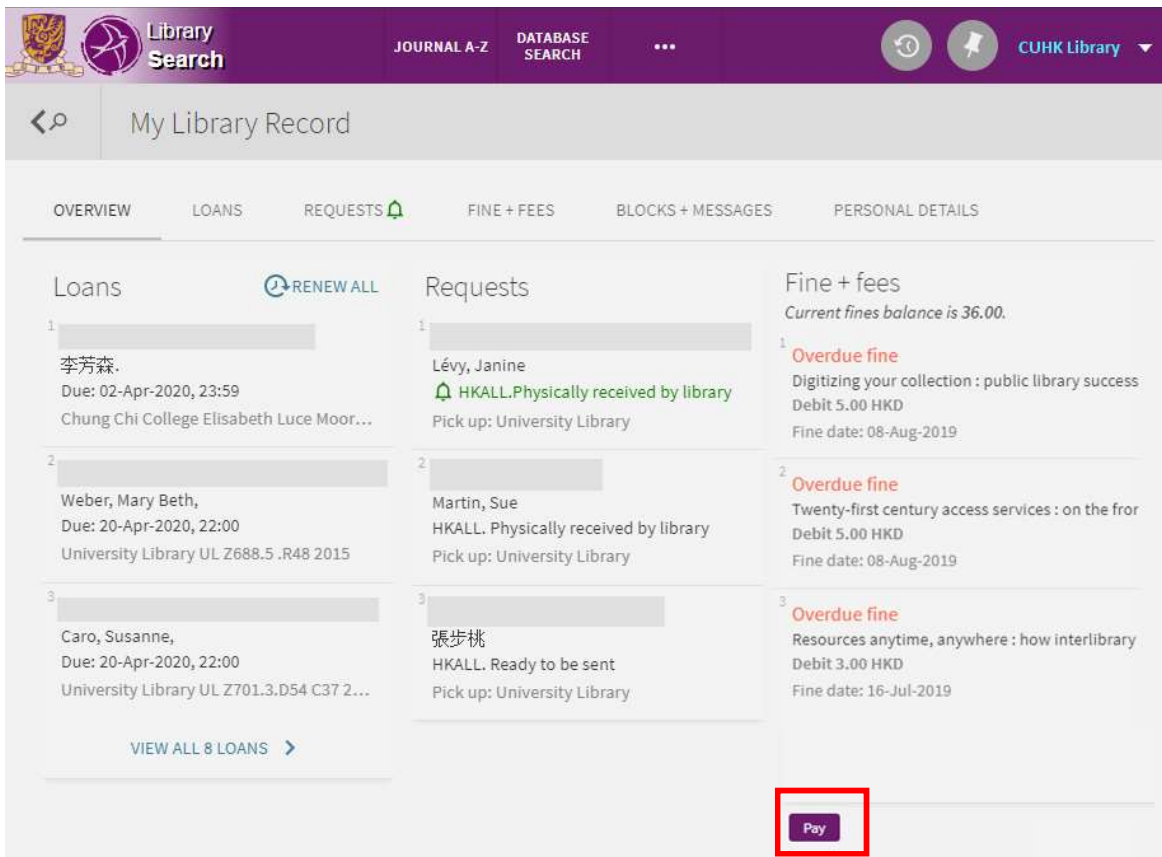 Library
Search
JOURNAL A-Z
DATABASE
SEARCH
•••
CUHK Library
My Library Record
OVERVIEW
LOANS
REQUESTS
FINE + FEES
BLOCKS + MESSAGES
PERSONAL DETAILS
Loans
RENEW ALL
1
李芳森.
Due: 02-Apr-2020, 23:59
Chung Chi College Elisabeth Luce Moor...
2
Weber, Mary Beth,
Due: 20-Apr-2020, 22:00
University Library UL Z688.5 .R48 2015
3
Caro, Susanne,
Due: 20-Apr-2020, 22:00
University Library UL Z701.3.D54 C37 2...
VIEW ALL 8 LOANS
Requests
1
Lévy, Janine
HKALL.Physically received by library
Pick up: University Library
2
Martin, Sue
HKALL. Physically received by library
Pick up: University Library
3
張步桃
HKALL. Ready to be sent
Pick up: University Library
Fine + fees
Current fines balance is 36.00.
1
Overdue fine
Digitizing your collection : public library success
Debit 5.00 HKD
Fine date: 08-Aug-2019
2
Overdue fine
Twenty-first century access services : on the fror
Debit 5.00 HKD
Fine date: 08-Aug-2019
3
Overdue fine
Resources anytime, anywhere : how interlibrary
Debit 3.00 HKD
Fine date: 16-Jul-2019
Pay